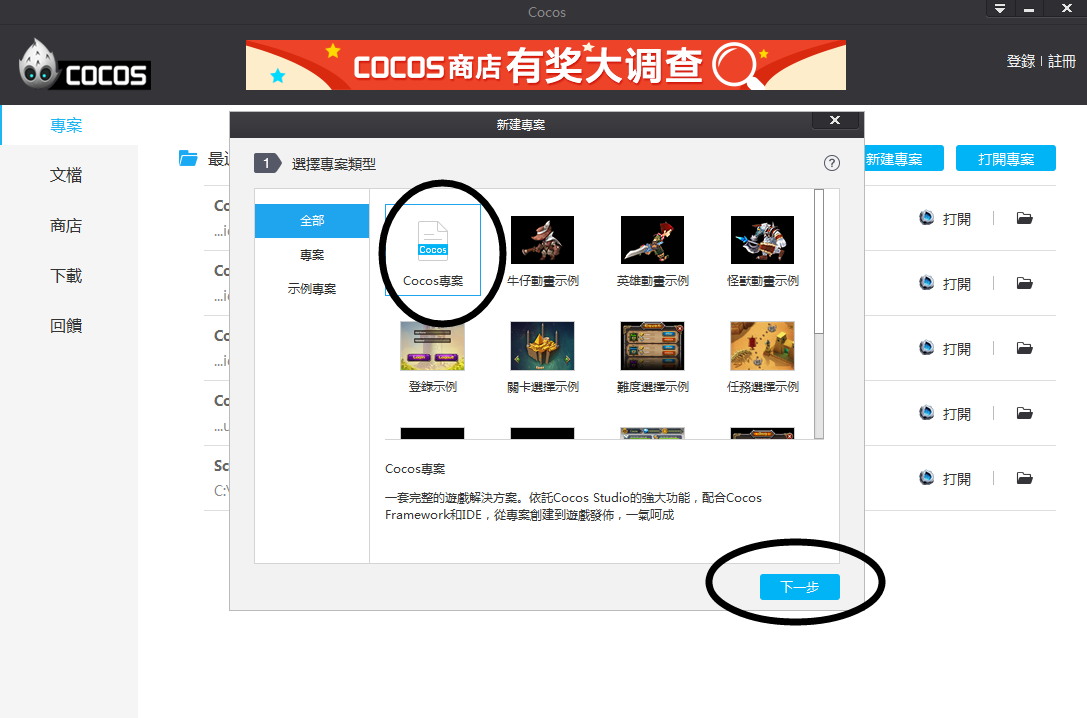 Cocos
COCOS
COCOS商店有奖大调查
登錄 | 註冊
專案
文檔
商店
下載
回饋
最近
新建專案
打開專案
Co
打開
Co
打開
Co
打開
Co
打開
Sc
C:\
打開
新建專案
1 選擇專案類型
全部
專案
示例專案
Cocos
Cocos專案
牛仔動畫示例
英雄動畫示例
怪獸動畫示例
登錄示例
關卡選擇示例
難度選擇示例
任務選擇示例
Cocos專案
一套完整的遊戲解決方案。依託Cocos Studio的強大功能，配合Cocos
Framework和IDE，從專案創建到遊戲發佈，一氣呵成
下一步